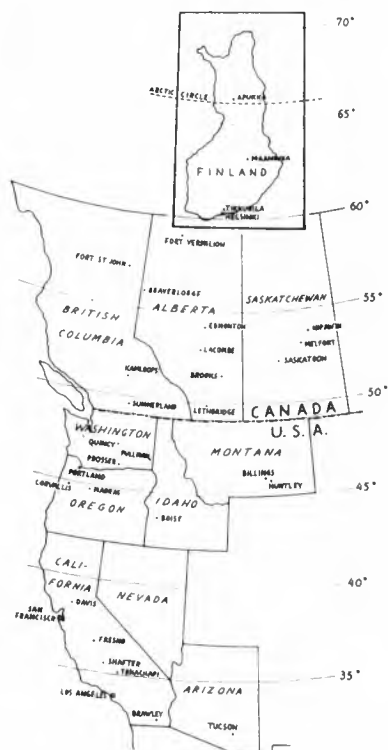 70°
ARCTIC CIRCLE
APUKKA
65°
MAANINKA
FINLAND
TIKKURILA
HELSINKI
60°
FORT VERMILION
FORT ST JOHN
BEAVERLODGE
ALBERTA
SASKATCHEWAN
55°
BRITISH
COLUMBIA
EDMONTON
NIPAWIN
MELFORT
LACOMBE
SASKATOON
KAMLOOPS
BROOKS
50°
SUMMERLAND
LETHBRIDGE
CANADA
U.S.A.
WASHINGTON
QUINCY
PULLMAN
PROSSER
MONTANA
PORTLAND
BILLINGS
HUNTLEY
45°
CORVALLIS
MADRAS
OREGON
IDAHO
BOISE
CALI-
FORNIA
40°
NEVADA
DAVIS
SAN
FRANCISCO
FRESNO
SHAFTER
TEHACHAPI
35°
LOS ANGELES
ARIZONA
BRAWLEY
TUCSON